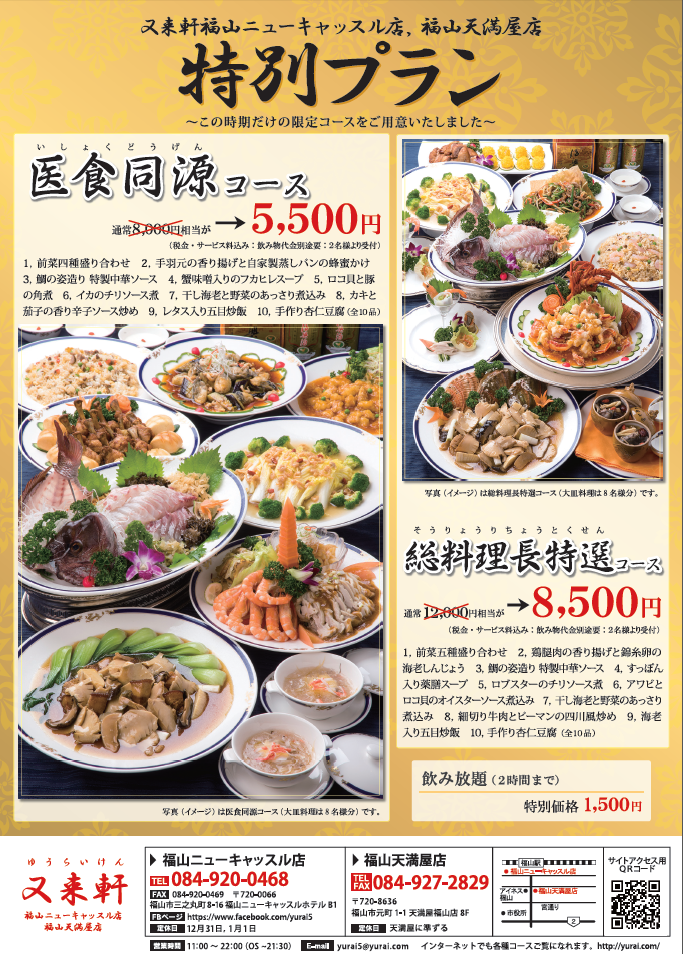 又来軒福山ニューキャッスル店, 福山天満屋店
特別プラン
～この時期だけの限定コースをご用意いたしました～
いしょくどうげん
医食同源コース
通常8,000円相当が→5,500円
（税金・サービス料込み：飲み物代金別途要：2名様より受付）
1, 前菜四種盛り合わせ 2, 手羽元の香り揚げと自家製蒸しパンの蜂蜜かけ
3, 鯛の姿造り 特製中華ソース 4, 蟹味噌入りのフカヒレスープ 5, ロコ貝と豚
の角煮 6, イカのチリソース煮 7, 干し海老と野菜のあっさり煮込み 8, カキと
茄子の香り辛子ソース炒め 9, レタス入り五目炒飯 10, 手作り杏仁豆腐（全10品）
写真（イメージ）は医食同源コース（大皿料理は8名様分）です。
写真（イメージ）は総料理長特選コース（大皿料理は8名様分）です。
そうりょうりちょうとくせん
総料理長特選コース
通常12,000円相当が→8,500円
（税金・サービス料込み：飲み物代金別途要：2名様より受付）
1, 前菜五種盛り合わせ 2, 鶏腿肉の香り揚げと錦糸卵の
海老しんじょう 3, 鯛の姿造り 特製中華ソース 4, すっぽん
入り薬膳スープ 5, ロブスターのチリソース煮 6, アワビと
ロコ貝のオイスターソース煮込み 7, 干し海老と野菜のあっさり
煮込み 8, 細切り牛肉とピーマンの四川風炒め 9, 海老
入り五目炒飯 10, 手作り杏仁豆腐（全10品）
飲み放題（2時間まで）
特別価格 1,500円
ゆうらいけん
又来軒
福山ニューキャッスル店
福山天満屋店
福山ニューキャッスル店
TEL 084-920-0468
FAX 084-920-0469 〒720-0066
福山市三之丸町8-16 福山ニューキャッスルホテル B1
FBページ https://www.facebook.com/yurai5
定休日 12月31日, 1月1日
福山天満屋店
TEL FAX 084-927-2829
〒720-8636
福山市元町 1-1 天満屋福山店 8F
定休日 天満屋に準ずる
福山駅
福山ニューキャッスル店
アイネス福山
福山天満屋店
宮通り
市役所
2
サイトアクセス用
QRコード
営業時間 11:00 ～ 22:00 (OS ~21:30) E-mail yurai5@yurai.com インターネットでも各種コースご覧になれます。http://yurai.com/